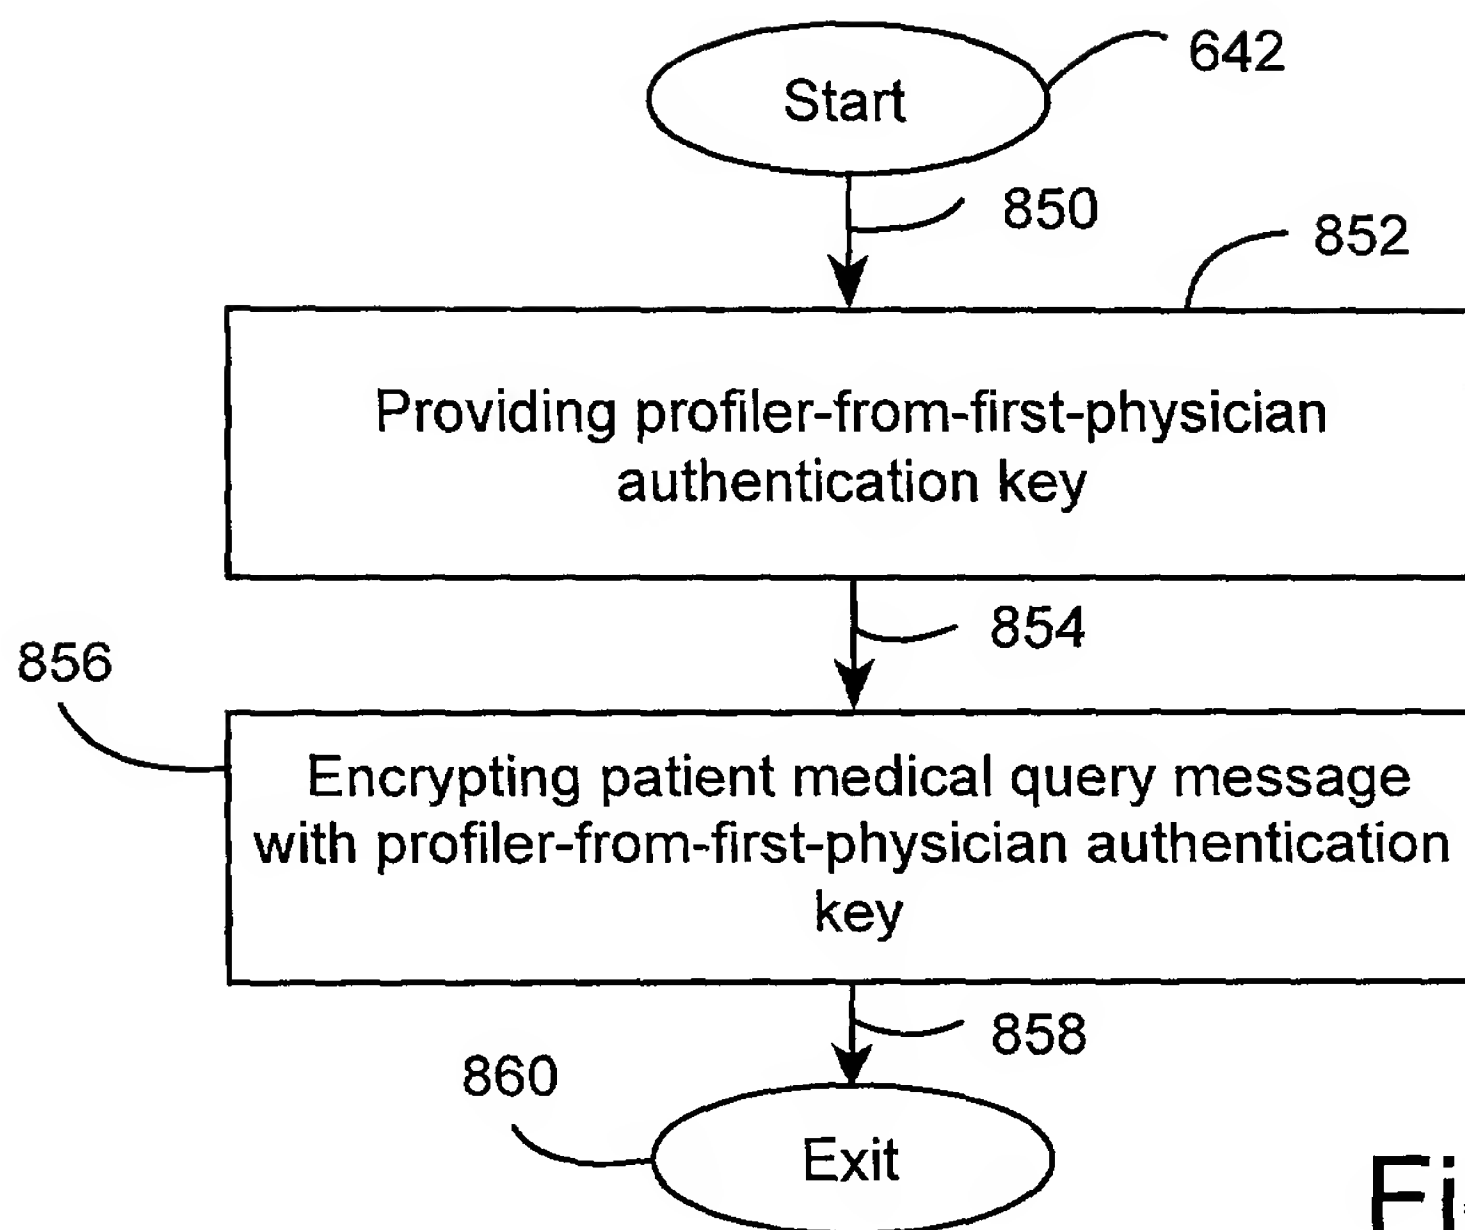 Start
642
850
852
Providing profiler-from-first-physician
authentication key
854
856
Encrypting patient medical query message
with profiler-from-first-physician authentication
key
858
860
Exit